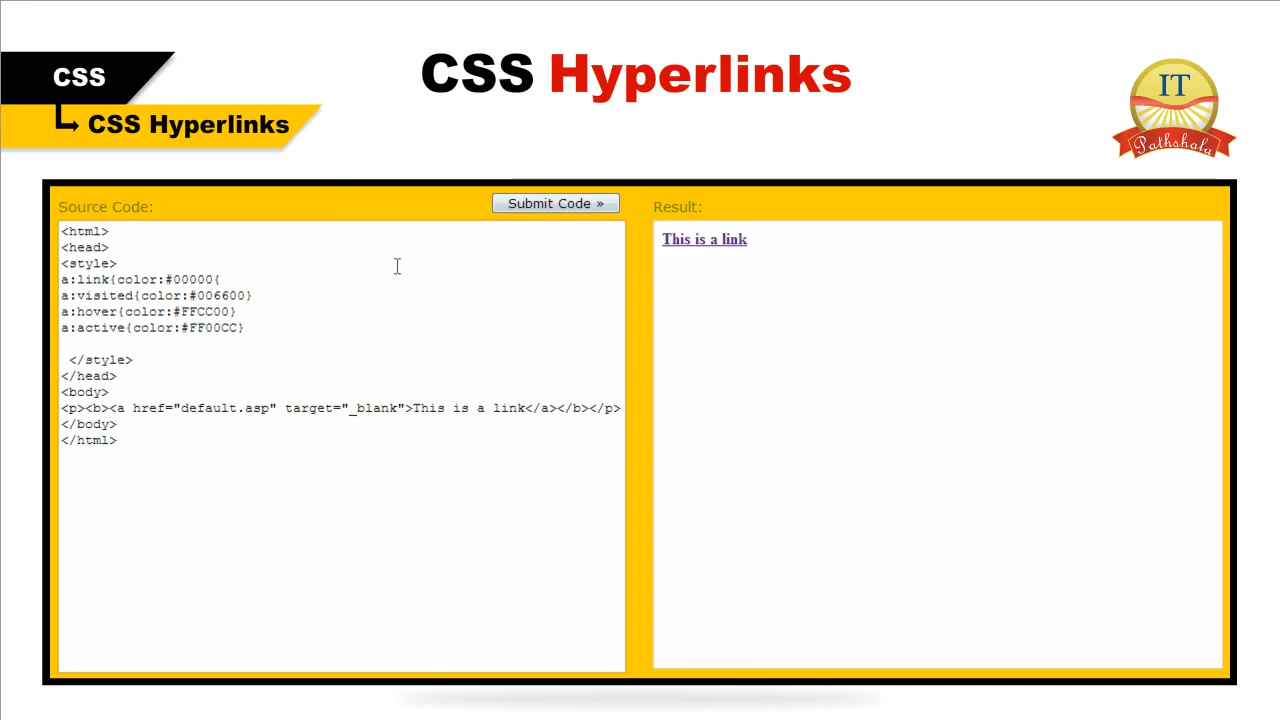 CSS
CSS Hyperlinks
CSS Hyperlinks
IT
Pathshala
Source Code:
Submit Code »
<html>
<head>
<style>
a:link{color:#00000{
a:visited{color:#006600}
a:hover{color:#FFCC00}
a:active{color:#FF00CC}
</style>
</head>
<body>
<p><b><a href="default.asp" target="_blank">This is a link</a></b></p>
</body>
</html>
Result:
This is a link